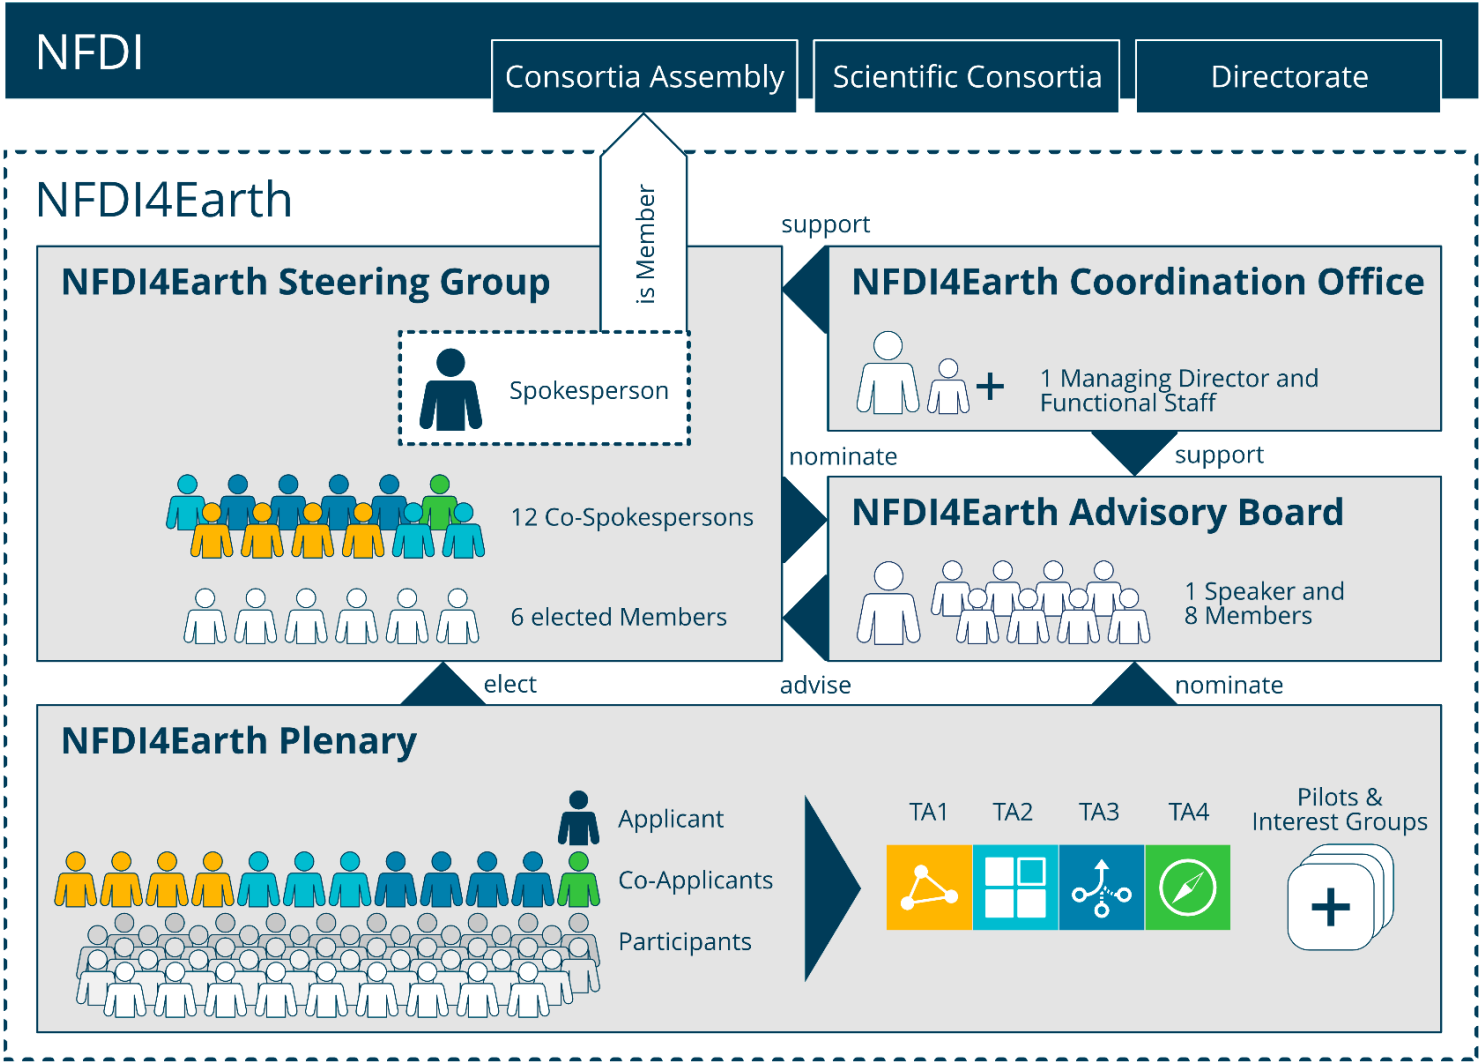 NFDI
Consortia Assembly
Scientific Consortia
Directorate
NFDI4Earth
is Member
support
NFDI4Earth Steering Group
NFDI4Earth Coordination Office
Spokesperson
1 Managing Director and
Functional Staff
nominate
support
12 Co-Spokespersons
NFDI4Earth Advisory Board
6 elected Members
1 Speaker and
8 Members
elect
advise
nominate
NFDI4Earth Plenary
Applicant
Co-Applicants
Participants
TA1
TA2
TA3
TA4
Pilots &
Interest Groups